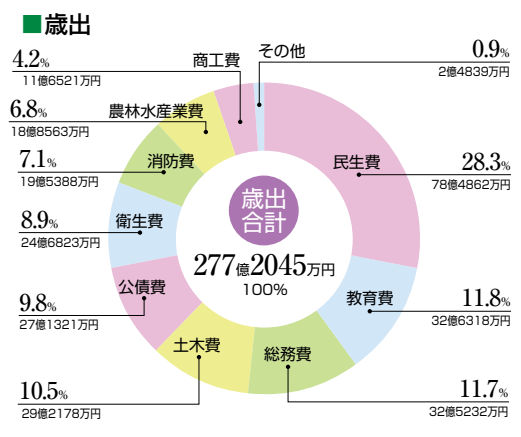 ■歳出
4.2%
11億6521万円
商工費
その他
0.9%
2億4839万円
6.8%
18億8563万円
農林水産業費
7.1%
19億5388万円
消防費
民生費
28.3%
78億4862万円
8.9%
24億6823万円
衛生費
歳出
合計
277億2045万円
100%
9.8%
27億1321万円
公債費
教育費
11.8%
32億6318万円
土木費
総務費
10.5%
29億2178万円
11.7%
32億5232万円